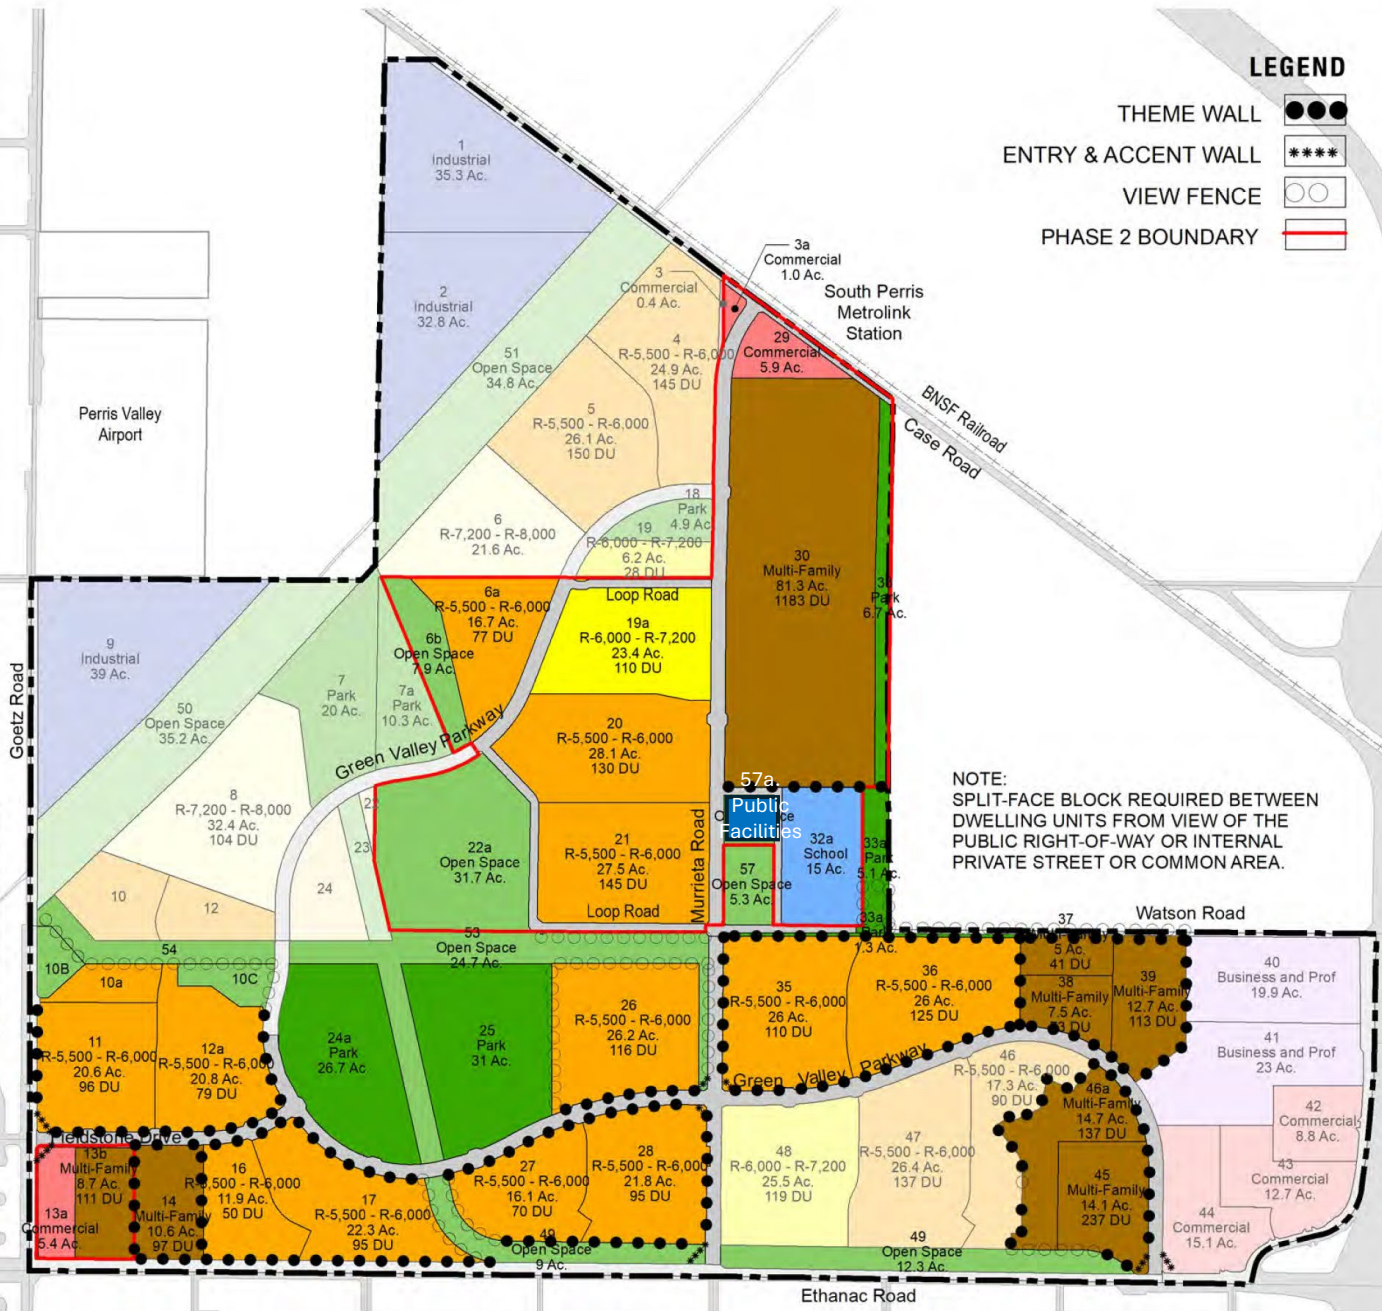 LEGEND
THEME WALL
ENTRY & ACCENT WALL
VIEW FENCE
PHASE 2 BOUNDARY
1
Industrial
35.3 Ac.
2
Industrial
32.8 Ac.
3a
Commercial
1.0 Ac.
3
Commercial
0.4 Ac.
South Perris
Metrolink
Station
4
R-5,500 - R-6,000
24.9 Ac.
145 DU
29
Commercial
5.9 Ac.
51
Open Space
34.8 Ac.
BNSF Railroad
Case Road
Perris Valley
Airport
5
R-5,500 - R-6,000
26.1 Ac.
150 DU
6
R-7,200 - R-8,000
21.6 Ac.
18
Park
4.9 Ac
19
R-6,000 - R-7,200
6.2 Ac.
28 DU
30
Multi-Family
81.3 Ac.
1183 DU
Park
6.7 Ac.
Loop Road
6a
R-5,500 - R-6,000
16.7 Ac.
77 DU
19a
R-6,000 - R-7,200
23.4 Ac.
110 DU
6b
Open Space
7.9 Ac.
9
Industrial
39 Ac.
Goetz Road
7
Park
20 Ac.
7a
Park
10.3 Ac.
50
Open Space
35.2 Ac.
Green Valley Parkway
20
R-5,500 - R-6,000
28.1 Ac.
130 DU
8
R-7,200 - R-8,000
32.4 Ac.
104 DU
57a
Public
Facilities
NOTE:
SPLIT-FACE BLOCK REQUIRED BETWEEN
DWELLING UNITS FROM VIEW OF THE
PUBLIC RIGHT-OF-WAY OR INTERNAL
PRIVATE STREET OR COMMON AREA.
23
22a
Open Space
31.7 Ac.
21
R-5,500 - R-6,000
27.5 Ac.
145 DU
Murrieta Road
32a
School
15 Ac.
33a
Park
5.1 Ac.
57
Open Space
5.3 Ac.
10
12
24
Loop Road
33a
Park
1.3 Ac.
37
5 Ac.
41 DU
Watson Road
53
Open Space
24.7 Ac.
54
10B
10a
10C
11
R-5,500 - R-6,000
20.6 Ac.
96 DU
12a
R-5,500 - R-6,000
20.8 Ac.
79 DU
24a
Park
26.7 Ac
25
Park
31 Ac.
26
R-5,500 - R-6,000
26.2 Ac.
116 DU
35
R-5,500 - R-6,000
26 Ac.
110 DU
36
R-5,500 - R-6,000
26 Ac.
125 DU
38
Multi-Family
7.5 Ac.
39
Multi-Family
12.7 Ac.
113 DU
40
Business and Prof
19.9 Ac.
41
Business and Prof
23 Ac.
Green Valley Parkway
46
R-5,500 - R-6,000
17.3 Ac.
90 DU
46a
Multi-Family
14.7 Ac.
137 DU
42
Commercial
8.8 Ac.
Fieldstone Drive
13b
Multi-Family
8.7 Ac.
111 DU
13a
Commercial
5.4 Ac.
14
Multi-Family
10.6 Ac.
97 DU
16
R-5,500 - R-6,000
11.9 Ac.
50 DU
17
R-5,500 - R-6,000
22.3 Ac.
95 DU
27
R-5,500 - R-6,000
16.1 Ac.
70 DU
28
R-5,500 - R-6,000
21.8 Ac.
95 DU
48
R-6,000 - R-7,200
25.5 Ac.
119 DU
47
R-5,500 - R-6,000
26.4 Ac.
137 DU
45
Multi-Family
14.1 Ac.
237 DU
43
Commercial
12.7 Ac.
44
Commercial
15.1 Ac.
49
Open Space
9 Ac.
49
Open Space
12.3 Ac.
Ethanac Road